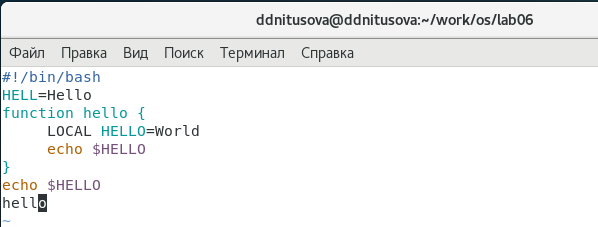 ddnitusova@ddnitusova:~/work/os/lab06
Файл Правка Вид Поиск Терминал Справка
#!/bin/bash
HELL=Hello
function hello {
     LOCAL HELLO=World
     echo $HELLO
}
echo $HELLO
hello
~